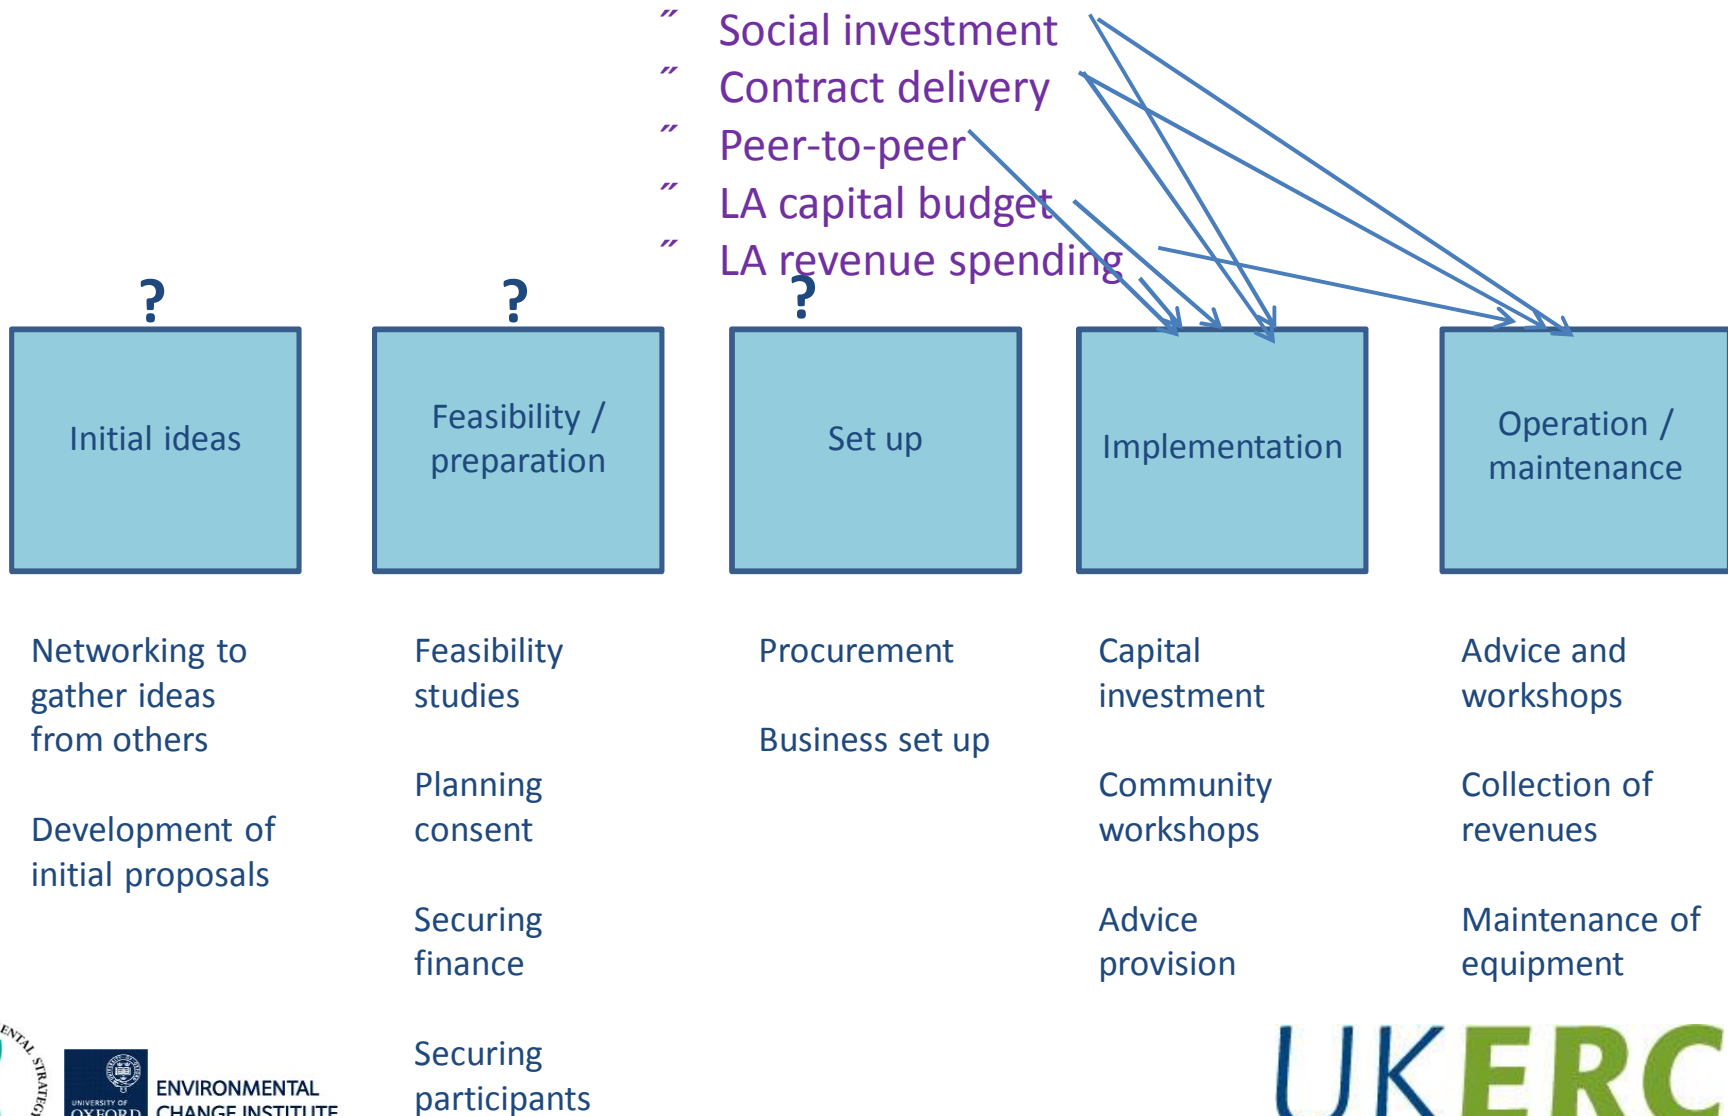 ˝ Social investment
˝ Contract delivery
˝ Peer-to-peer
˝ LA capital budget
˝ LA revenue spending
? ? ?
Initial ideas
Feasibility /
preparation
Set up
Implementation
Operation /
maintenance
Networking to
gather ideas
from others
Development of
initial proposals
Feasibility
studies
Planning
consent
Securing
finance
Securing
participants
Procurement
Business set up
Capital
investment
Community
workshops
Advice
provision
Advice and
workshops
Collection of
revenues
Maintenance of
equipment
UNIVERSITY OF
OXFORD
ENVIRONMENTAL
CHANGE INSTITUTE
UKERC